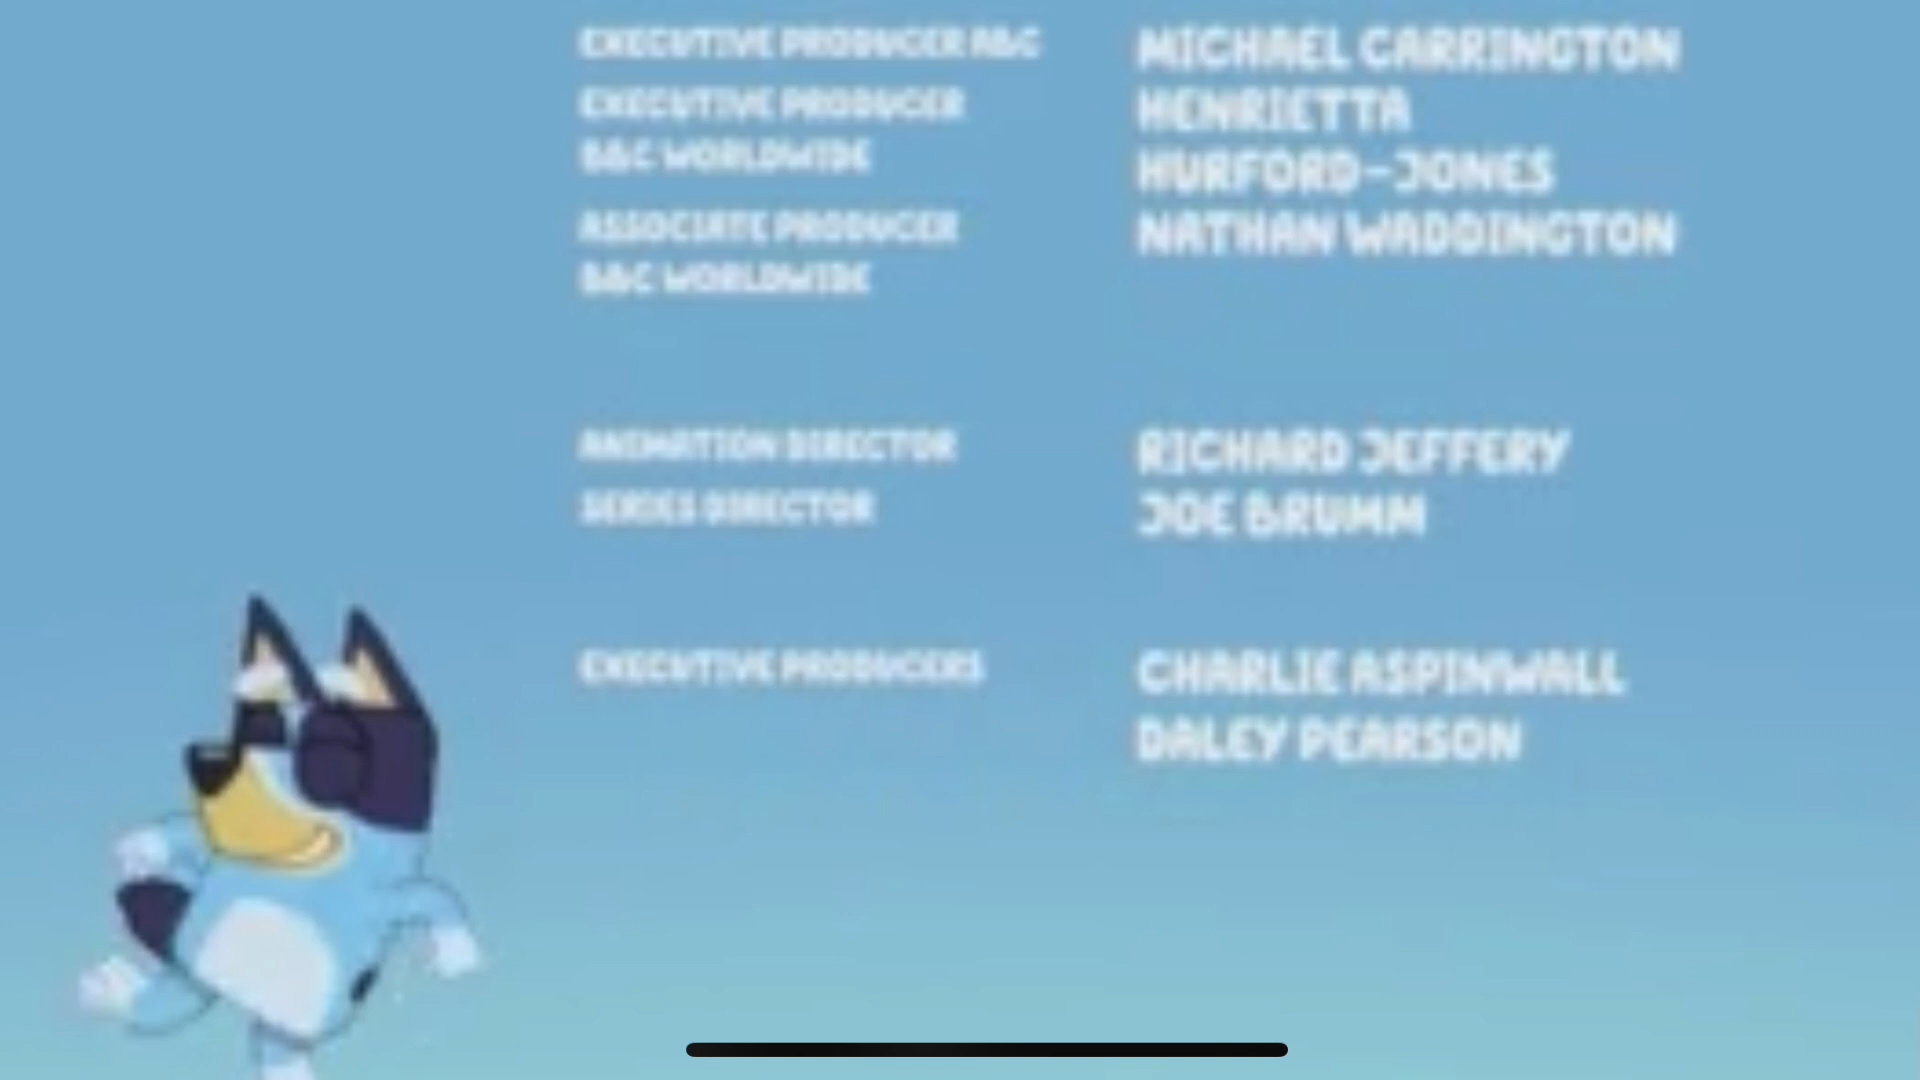 EXECUTIVE PRODUCER ABC MICHAEL CARRINGTON
EXECUTIVE PRODUCER HENRIETTA
BBC WORLDWIDE HURFORD-JONES
ASSOCIATE PRODUCER NATHAN WADDINGTON
BBC WORLDWIDE
ANIMATION DIRECTOR RICHARD JEFFERY
SERIES DIRECTOR JOE BRUMM
EXECUTIVE PRODUCERS CHARLIE ASPINWALL
DALEY PEARSON